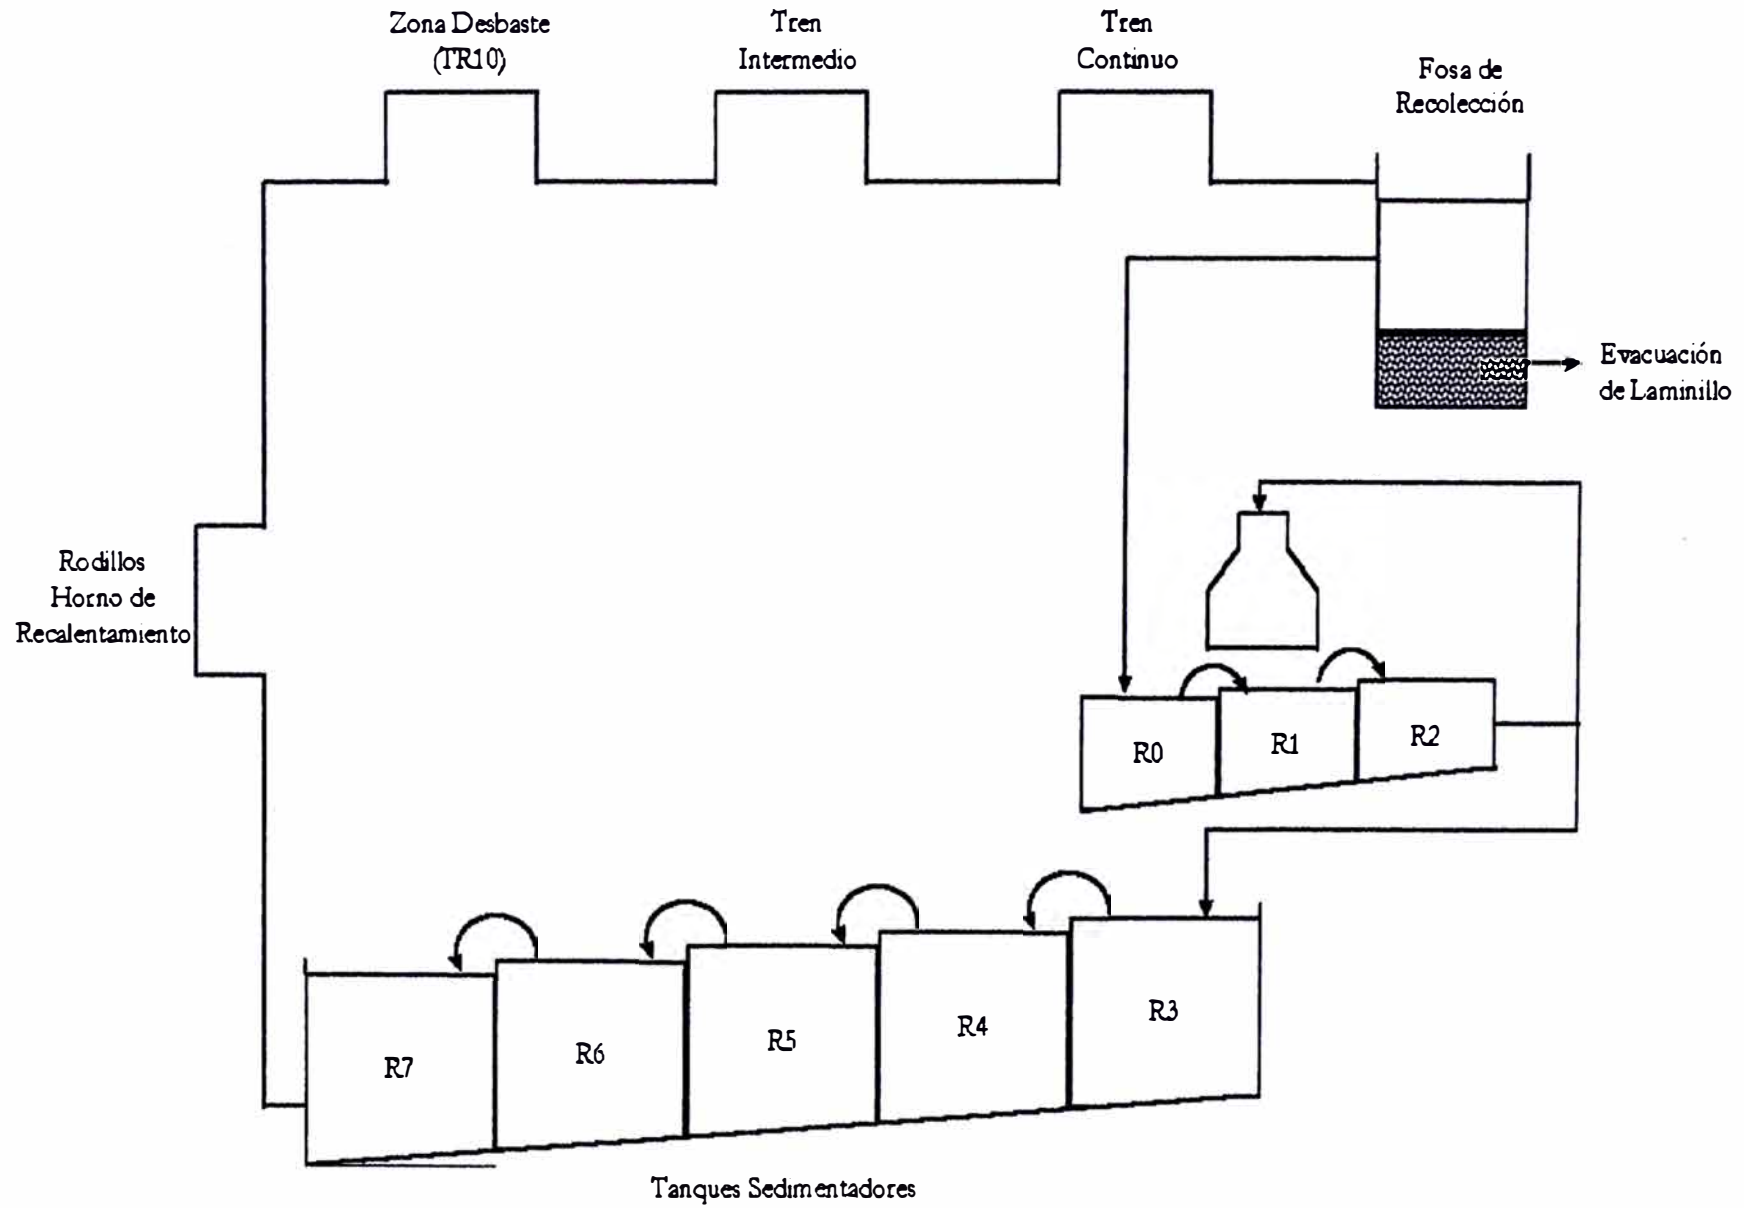 Zona Desbaste
(TR10)
Tren
Intermedio
Tren
Continuo
Fosa de
Recolección
Evacuación
de Laminillo
Rodillos
Horno de
Recalentamiento
R0
R1
R2
R3
R4
R5
R6
R7
Tanques Sedimentadores